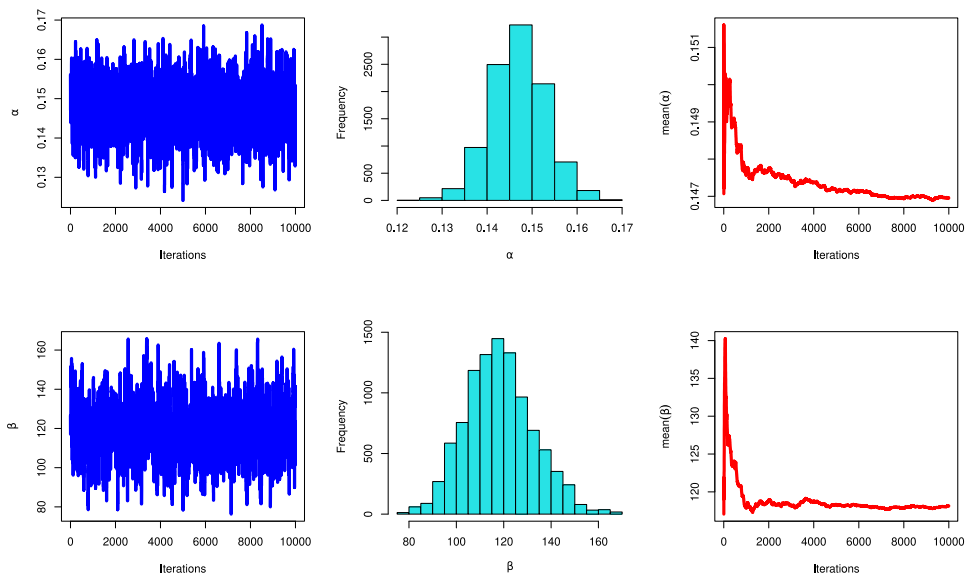 α
0.13 0.14 0.15 0.16 0.17
0 2000 4000 6000 8000 10000
Iterations
Frequency
0 500 1500 2500
0.12 0.13 0.14 0.15 0.16 0.17
α
mean(α)
0.147 0.149 0.151
0 2000 4000 6000 8000 10000
Iterations
β
80 100 120 140 160
0 2000 4000 6000 8000 10000
Iterations
Frequency
0 500 1000 1500
80 100 120 140 160
β
mean(β)
120 125 130 135 140
0 2000 4000 6000 8000 10000
Iterations